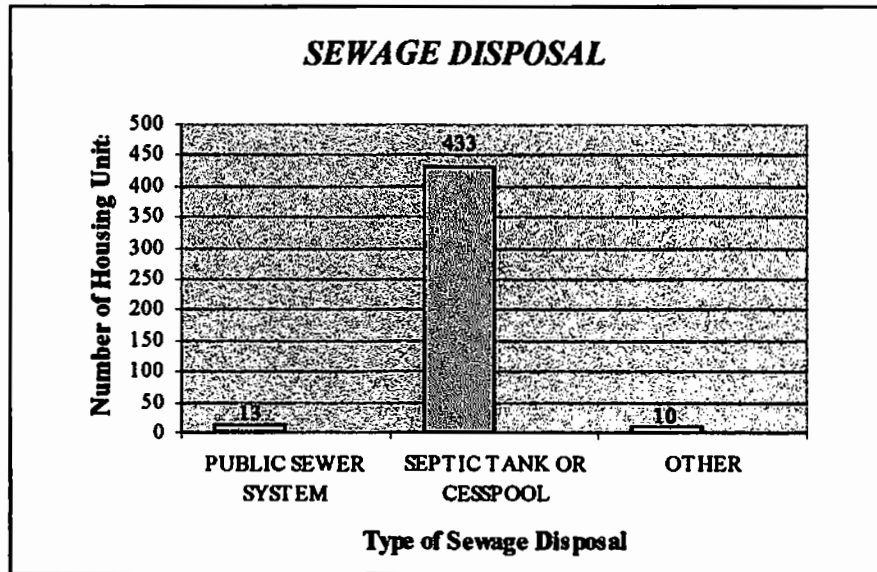 SEWAGE DISPOSAL
Number of Housing Unit:
500
450
400
350
300
250
200
150
100
50
0
13
433
10
PUBLIC SEWER
SYSTEM
SEPTIC TANK OR
CESSPOOL
OTHER
Type of Sewage Disposal